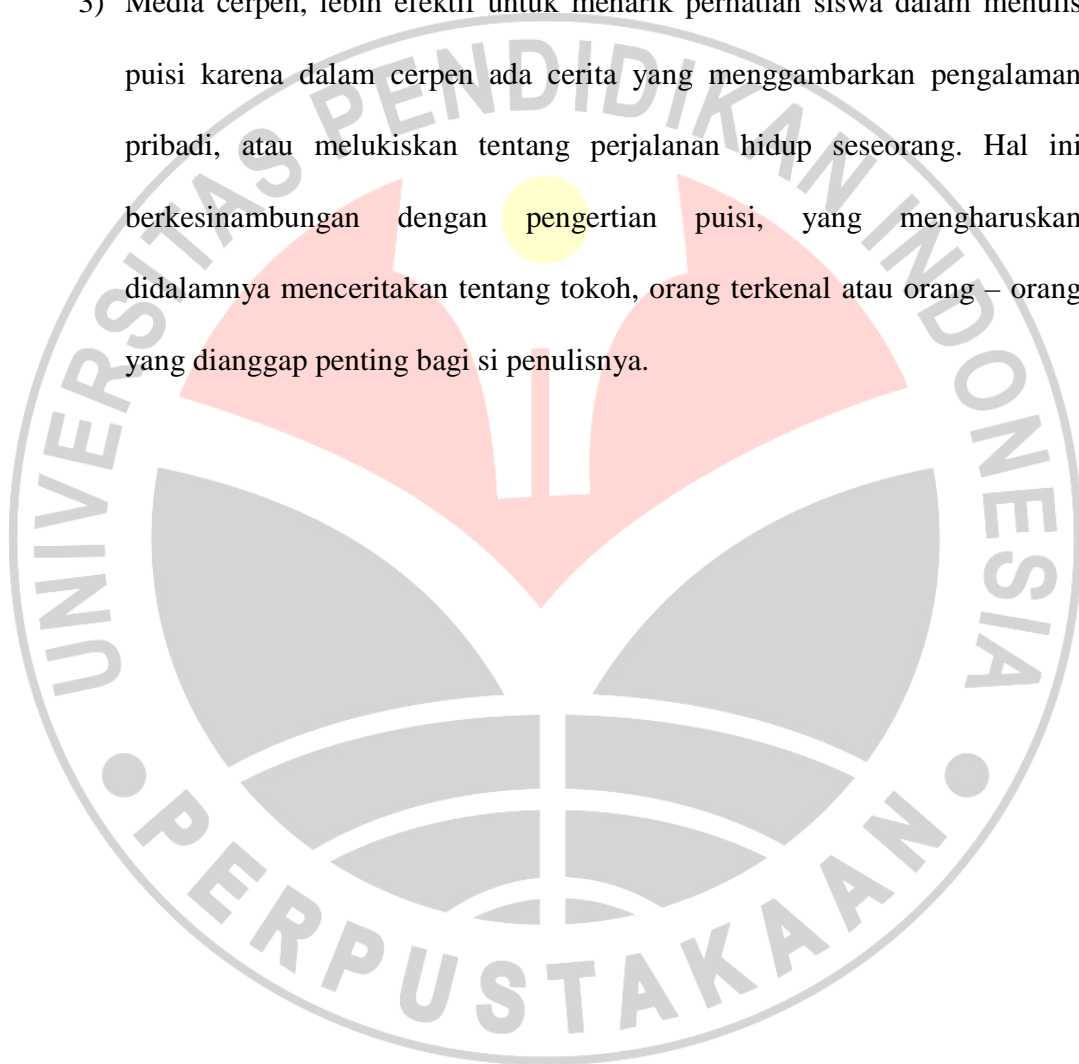 3) Media cerpen, lebih efektif untuk menarik perhatian siswa dalam menulis
puisi karena dalam cerpen ada cerita yang menggambarkan pengalaman
pribadi, atau melukiskan tentang perjalanan hidup seseorang. Hal ini
berkesinambungan dengan pengertian puisi, yang mengharuskan
didalamnya menceritakan tentang tokoh, orang terkenal atau orang – orang
yang dianggap penting bagi si penulisnya.
UNIVERSITAS PENDIDIKAN INDONESIA
PERPUSTAKAAN